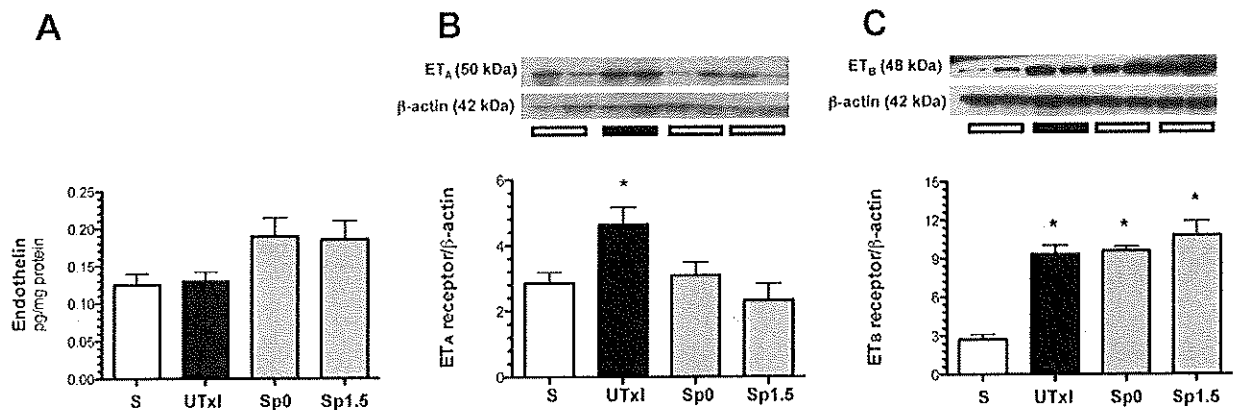 A
Endothelin
pg/mg protein
0.25
0.20
0.15
0.10
0.05
0.00
S UTxI Sp0 Sp1.5
B
ETA (50 kDa)
β-actin (42 kDa)
ETA receptor/β-actin
6
4
2
0
*
S UTxI Sp0 Sp1.5
C
ETB (48 kDa)
β-actin (42 kDa)
ETB receptor/β-actin
15
12
9
6
3
0
* * *
S UTxI Sp0 Sp1.5